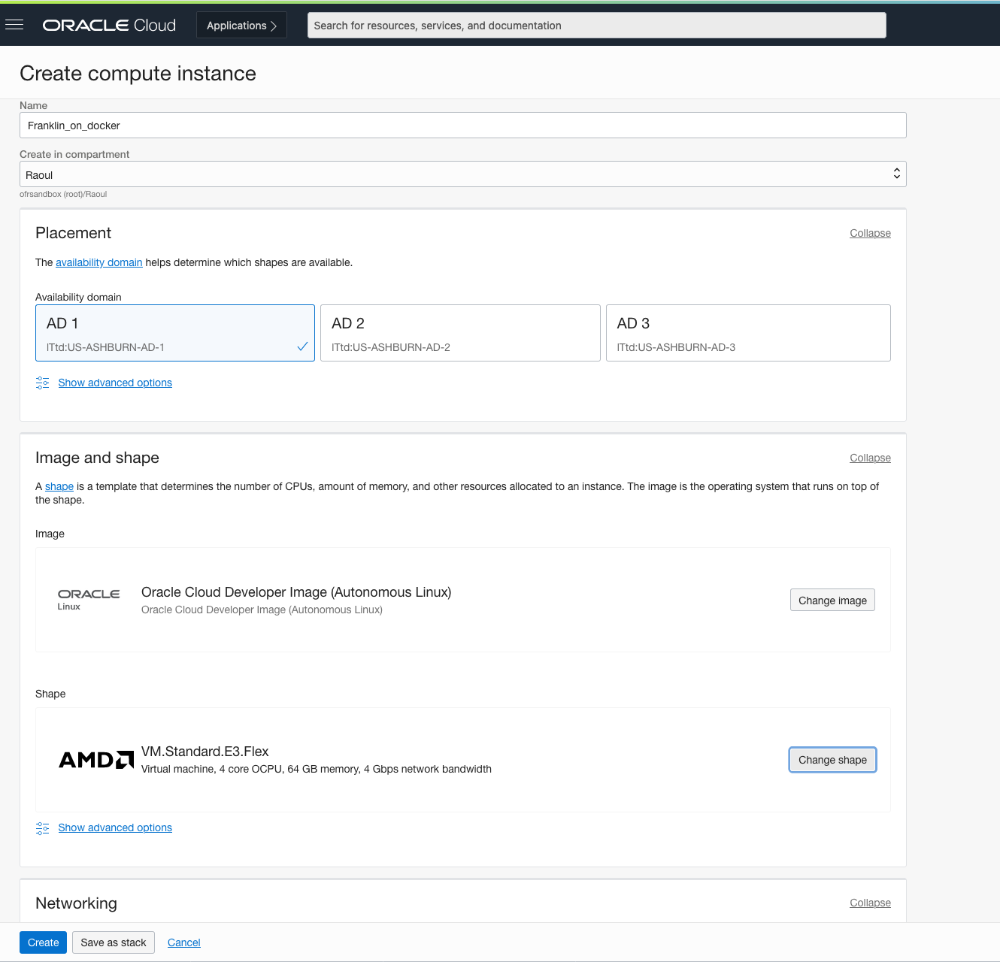 ORACLE Cloud
Applications
Search for resources, services, and documentation
Create compute instance
Name
Franklin_on_docker
Create in compartment
Raoul
ofrsandbox (root)/Raoul
Placement
Collapse
The availability domain helps determine which shapes are available.
Availability domain
AD 1
AD 2
AD 3
lTtd:US-ASHBURN-AD-1
lTtd:US-ASHBURN-AD-2
lTtd:US-ASHBURN-AD-3
Show advanced options
Image and shape
Collapse
A shape is a template that determines the number of CPUs, amount of memory, and other resources allocated to an instance. The image is the operating system that runs on top of
the shape.
Image
ORACLE
Linux
Oracle Cloud Developer Image (Autonomous Linux)
Oracle Cloud Developer Image (Autonomous Linux)
Change image
Shape
AMD
VM.Standard.E3.Flex
Virtual machine, 4 core OCPU, 64 GB memory, 4 Gbps network bandwidth
Change shape
Show advanced options
Networking
Collapse
Create
Save as stack
Cancel